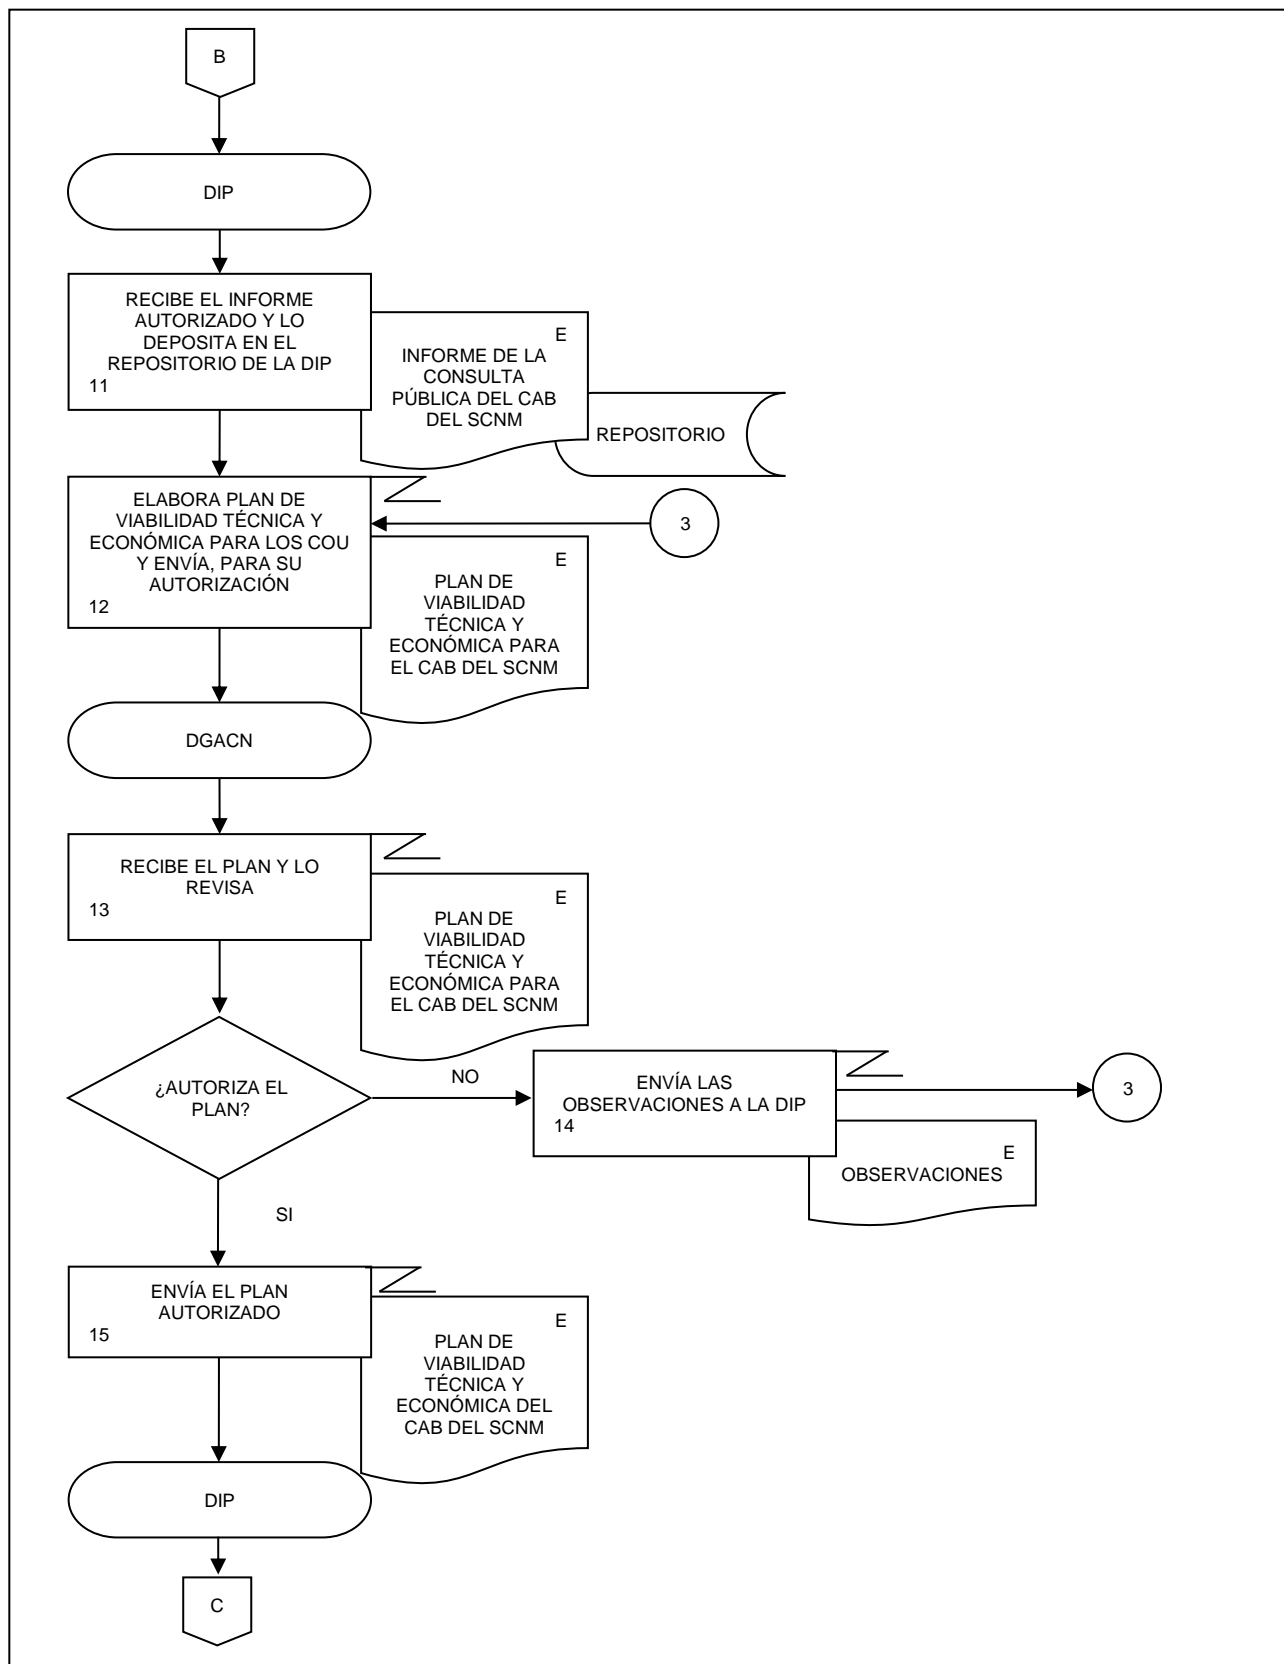 B
DIP
RECIBE EL INFORME
AUTORIZADO Y LO
DEPOSITA EN EL
REPOSITORIO DE LA DIP
11
E
INFORME DE LA
CONSULTA
PÚBLICA DEL CAB
DEL SCNM
REPOSITORIO
ELABORA PLAN DE
VIABILIDAD TÉCNICA Y
ECONÓMICA PARA LOS COU
Y ENVÍA, PARA SU
AUTORIZACIÓN
12
3
E
PLAN DE
VIABILIDAD
TÉCNICA Y
ECONÓMICA PARA
EL CAB DEL SCNM
DGACN
RECIBE EL PLAN Y LO
REVISA
13
E
PLAN DE
VIABILIDAD
TÉCNICA Y
ECONÓMICA PARA
EL CAB DEL SCNM
¿AUTORIZA EL
PLAN?
NO
ENVÍA LAS
OBSERVACIONES A LA DIP
14
3
E
OBSERVACIONES
SI
ENVÍA EL PLAN
AUTORIZADO
15
E
PLAN DE
VIABILIDAD
TÉCNICA Y
ECONÓMICA DEL
CAB DEL SCNM
DIP
C